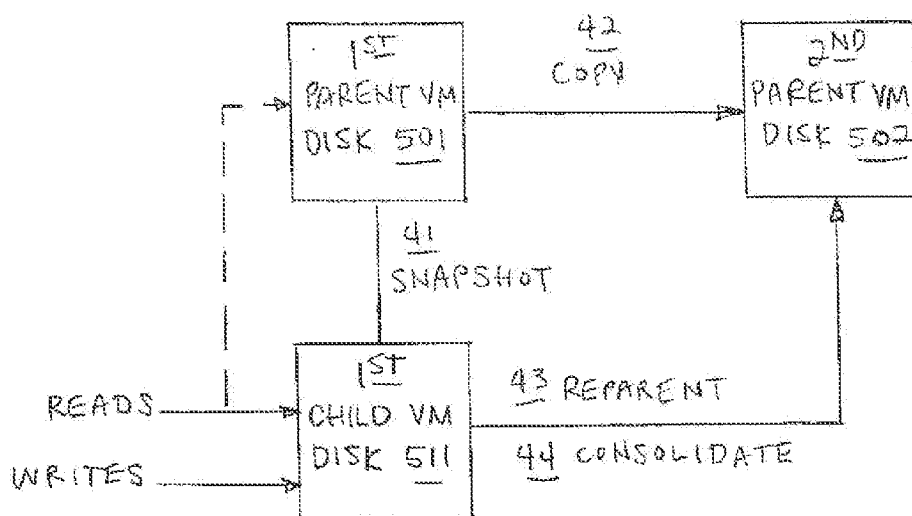 1ST
PARENT VM
DISK 501
42
COPY
2ND
PARENT VM
DISK 502
41
SNAPSHOT
READS
WRITES
1ST
CHILD VM
DISK 511
43 REPARENT
44 CONSOLIDATE